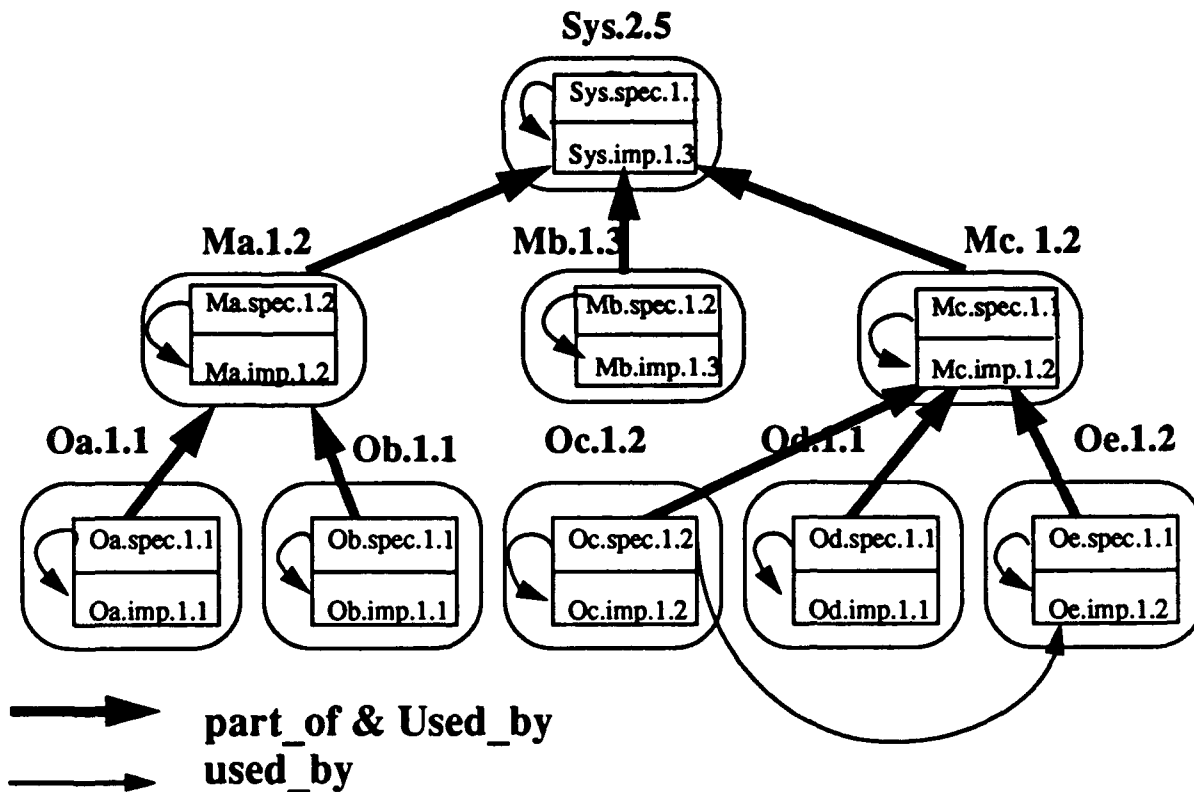 Sys.2.5
Sys.spec.1.1
Sys.imp.1.3
Ma.1.2
Mb.1.3
Mc. 1.2
Ma.spec.1.2
Mb.spec.1.2
Mc.spec.1.1
Ma.imp.1.2
Mb.imp.1.3
Mc.imp.1.2
Oa.1.1
Ob.1.1
Oc.1.2
Od.1.1
Oe.1.2
Oa.spec.1.1
Ob.spec.1.1
Oc.spec.1.2
Od.spec.1.1
Oe.spec.1.1
Oa.imp.1.1
Ob.imp.1.1
Oc.imp.1.2
Od.imp.1.1
Oe.imp.1.2
part_of & Used_by
used_by